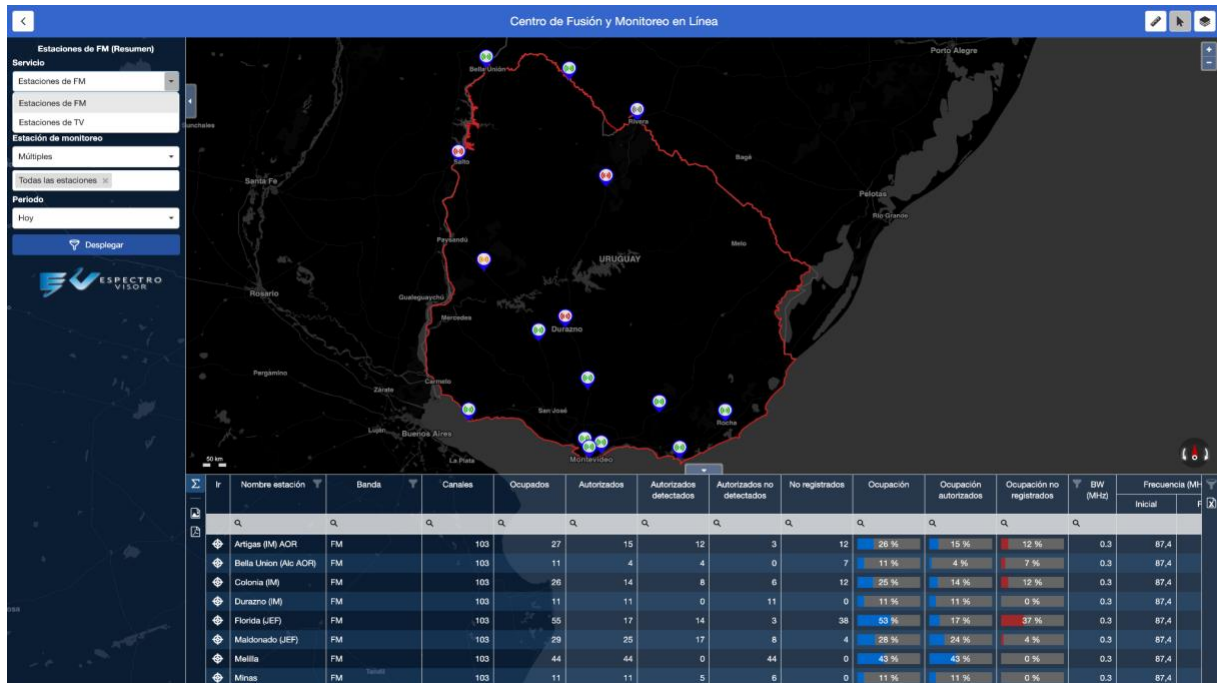 Centro de Fusión y Monitoreo en Línea
Estaciones de FM (Resumen)
Servicio
Estaciones de FM
Estaciones de FM
Estaciones de TV
Estación de monitoreo
Múltiples
Todas las estaciones ×
Periodo
Hoy
Desplegar
ESPECTRO
VISOR
Porto Alegre
Bella Unión
Rivera
Salto
Bagé
Santa Fe
Pelotas
Rio Grande
Paysandú
Melo
URUGUAY
Rosario
Gualeguaychú
Mercedes
Durazno
Pergamino
Zárate
Carmelo
San José
Rocha
Luján
Buenos Aires
La Plata
Montevideo
50 km
Σ Ir Nombre estación Banda Canales Ocupados Autorizados Autorizados detectados Autorizados no detectados No registrados Ocupación Ocupación autorizados Ocupación no registrados BW (MHz) Frecuencia (MH
Inicial F
Artigas (IM) AOR FM 103 27 15 12 3 12 26 % 15 % 12 % 0.3 87,4
Bella Union (Alc AOR) FM 103 11 4 4 0 7 11 % 4 % 7 % 0.3 87,4
Colonia (IM) FM 103 26 14 8 6 12 25 % 14 % 12 % 0.3 87,4
Durazno (IM) FM 103 11 11 0 11 0 11 % 11 % 0 % 0.3 87,4
Florida (JEF) FM 103 55 17 14 3 38 53 % 17 % 37 % 0.3 87,4
Maldonado (JEF) FM 103 29 25 17 8 4 28 % 24 % 4 % 0.3 87,4
Melilla FM 103 44 44 0 44 0 43 % 43 % 0 % 0.3 87,4
Minas FM 103 11 11 5 6 0 11 % 11 % 0 % 0.3 87,4